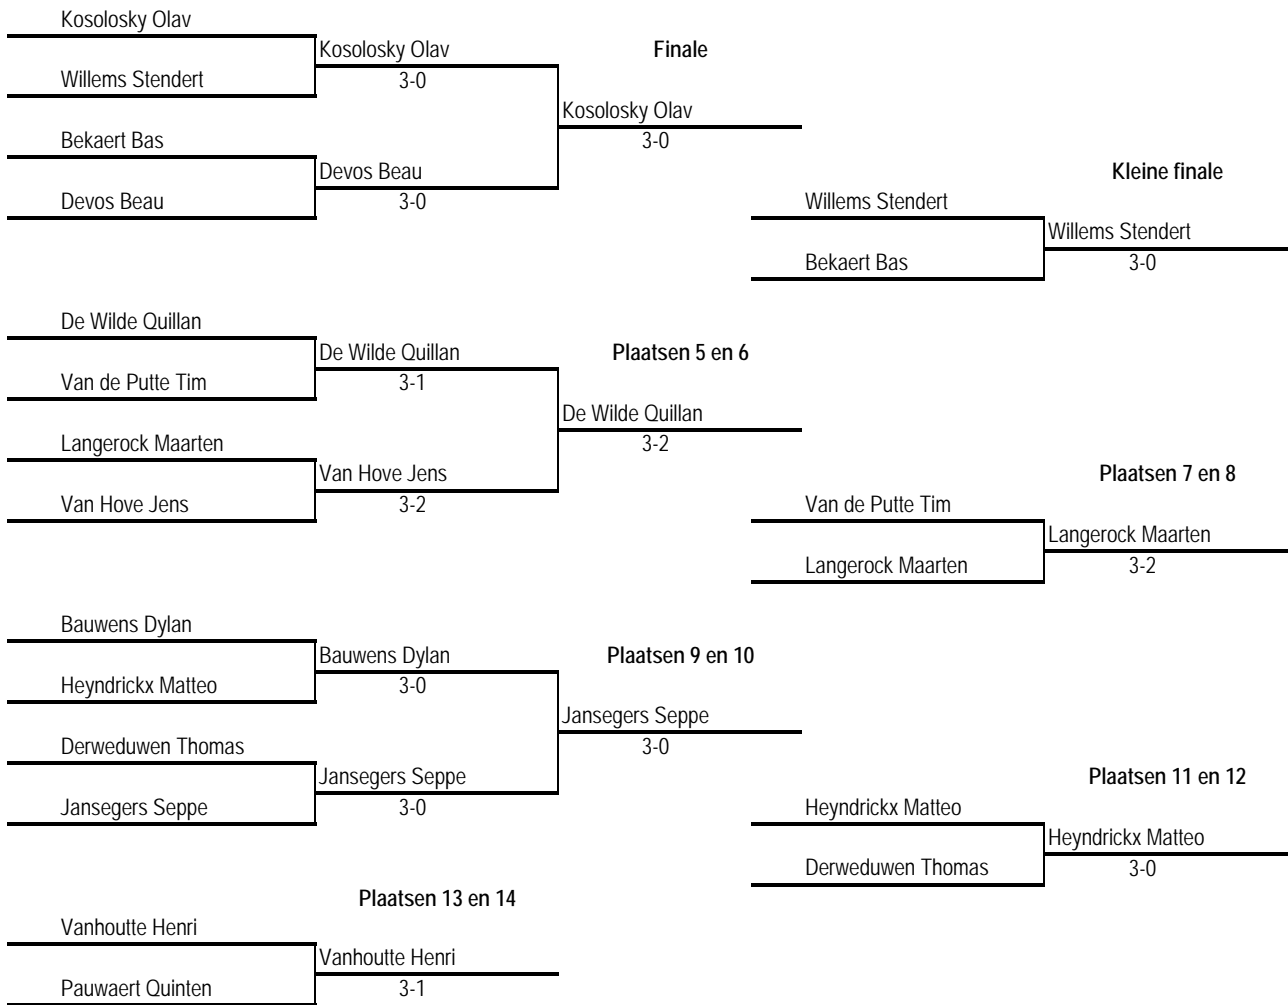 Kosolosky Olav
Kosolosky Olav
Finale
Willems Stendert
3-0
Kosolosky Olav
Bekaert Bas
3-0
Devos Beau
Kleine finale
Devos Beau
3-0
Willems Stendert
Willems Stendert
Bekaert Bas
3-0
De Wilde Quillan
De Wilde Quillan
Plaatsen 5 en 6
Van de Putte Tim
3-1
De Wilde Quillan
Langerock Maarten
3-2
Van Hove Jens
Plaatsen 7 en 8
Van Hove Jens
3-2
Van de Putte Tim
Langerock Maarten
Langerock Maarten
3-2
Bauwens Dylan
Bauwens Dylan
Plaatsen 9 en 10
Heyndrickx Matteo
3-0
Jansegers Seppe
Derweduwen Thomas
3-0
Jansegers Seppe
Plaatsen 11 en 12
Jansegers Seppe
3-0
Heyndrickx Matteo
Heyndrickx Matteo
Derweduwen Thomas
3-0
Plaatsen 13 en 14
Vanhoutte Henri
Vanhoutte Henri
Pauwaert Quinten
3-1